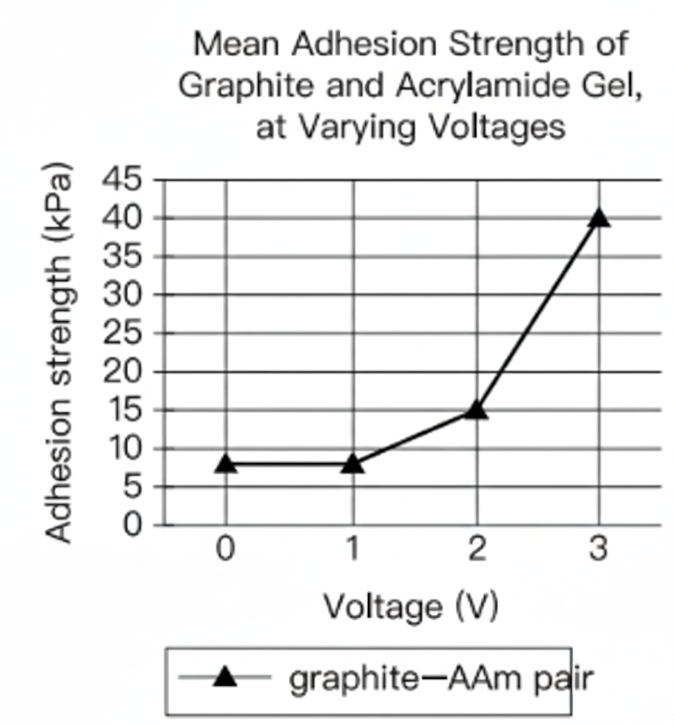 Mean Adhesion Strength of
Graphite and Acrylamide Gel,
at Varying Voltages
Adhesion strength (kPa)
45
40
35
30
25
20
15
10
5
0
0 1 2 3
Voltage (V)
graphite—AAm pair